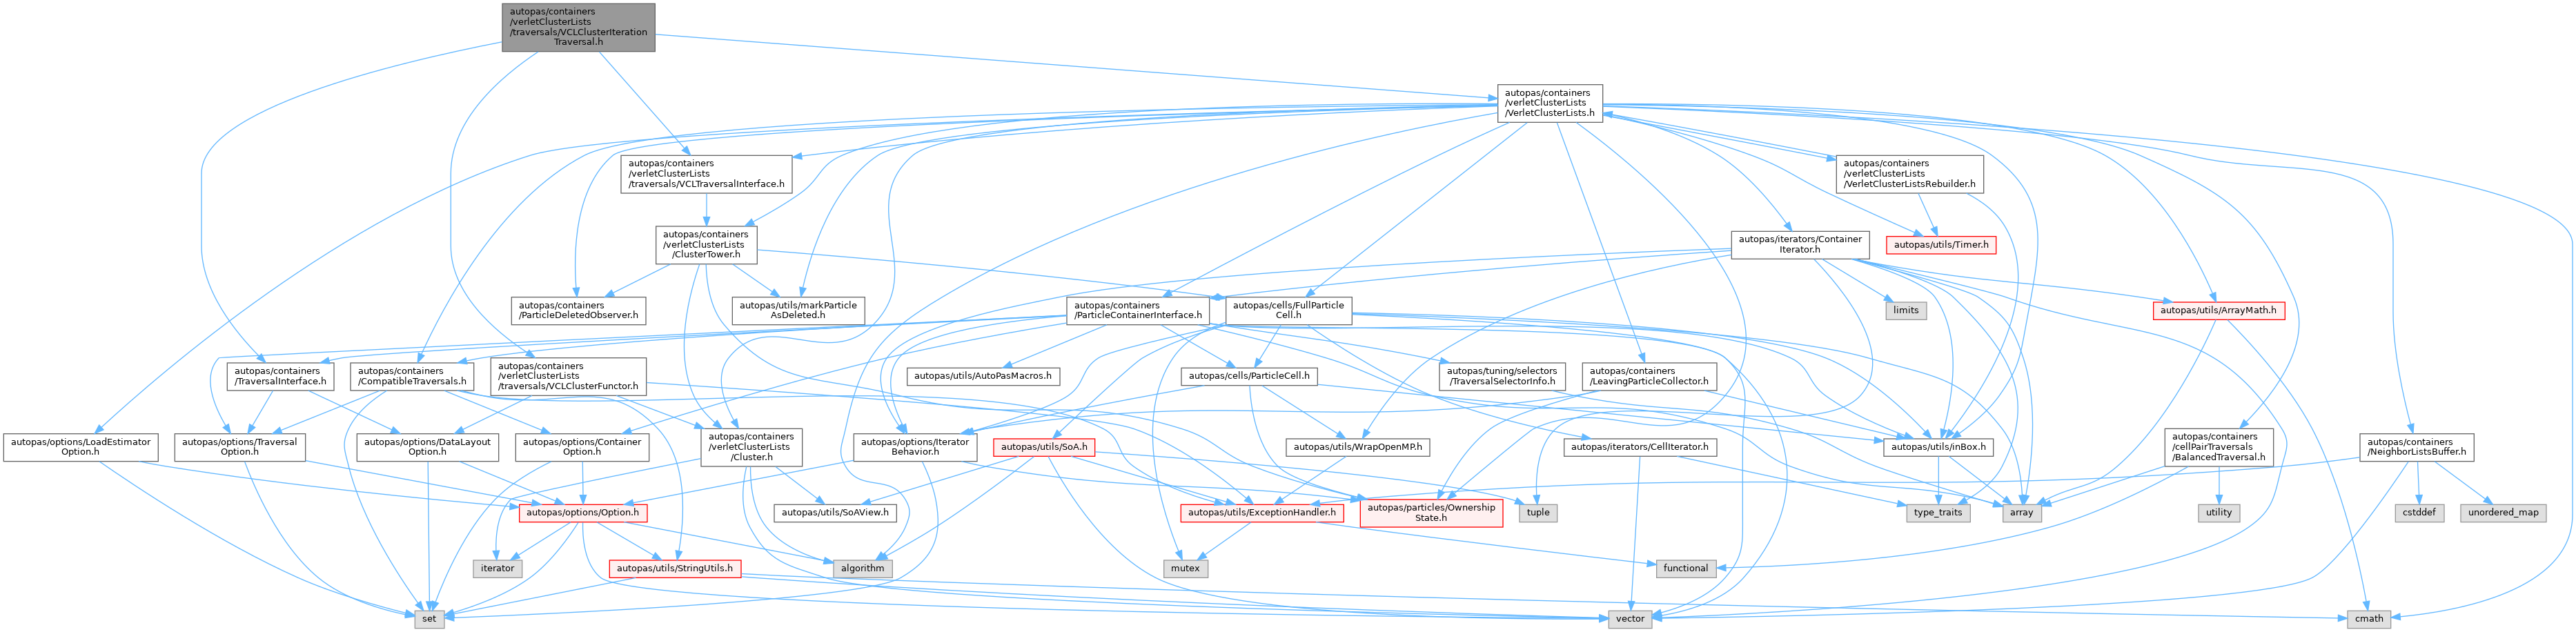 autopas/containers
/verletClusterLists
/traversals/VCLClusterIteration
Traversal.h
autopas/containers
/verletClusterLists
/VerletClusterLists.h
autopas/containers
/verletClusterLists
/traversals/VCLTraversalInterface.h
autopas/containers
/verletClusterLists
/VerletClusterListsRebuilder.h
autopas/containers
/verletClusterLists
/ClusterTower.h
autopas/iterators/Container
Iterator.h
autopas/utils/Timer.h
autopas/containers
/ParticleDeletedObserver.h
autopas/utils/markParticle
AsDeleted.h
autopas/containers
/ParticleContainerInterface.h
autopas/cells/FullParticle
Cell.h
limits
autopas/utils/ArrayMath.h
autopas/containers
/TraversalInterface.h
autopas/containers
/CompatibleTraversals.h
autopas/containers
/verletClusterLists
/traversals/VCLClusterFunctor.h
autopas/utils/AutoPasMacros.h
autopas/cells/ParticleCell.h
autopas/tuning/selectors
/TraversalSelectorInfo.h
autopas/containers
/LeavingParticleCollector.h
autopas/options/LoadEstimator
Option.h
autopas/options/Traversal
Option.h
autopas/options/DataLayout
Option.h
autopas/options/Container
Option.h
autopas/containers
/verletClusterLists
/Cluster.h
autopas/options/Iterator
Behavior.h
autopas/utils/SoA.h
autopas/utils/WrapOpenMP.h
autopas/iterators/CellIterator.h
autopas/utils/inBox.h
autopas/containers
/cellPairTraversals
/BalancedTraversal.h
autopas/containers
/NeighborListsBuffer.h
autopas/options/Option.h
autopas/utils/SoAView.h
autopas/utils/ExceptionHandler.h
autopas/particles/Ownership
State.h
tuple
type_traits
array
utility
cstddef
unordered_map
iterator
autopas/utils/StringUtils.h
algorithm
mutex
functional
set
vector
cmath